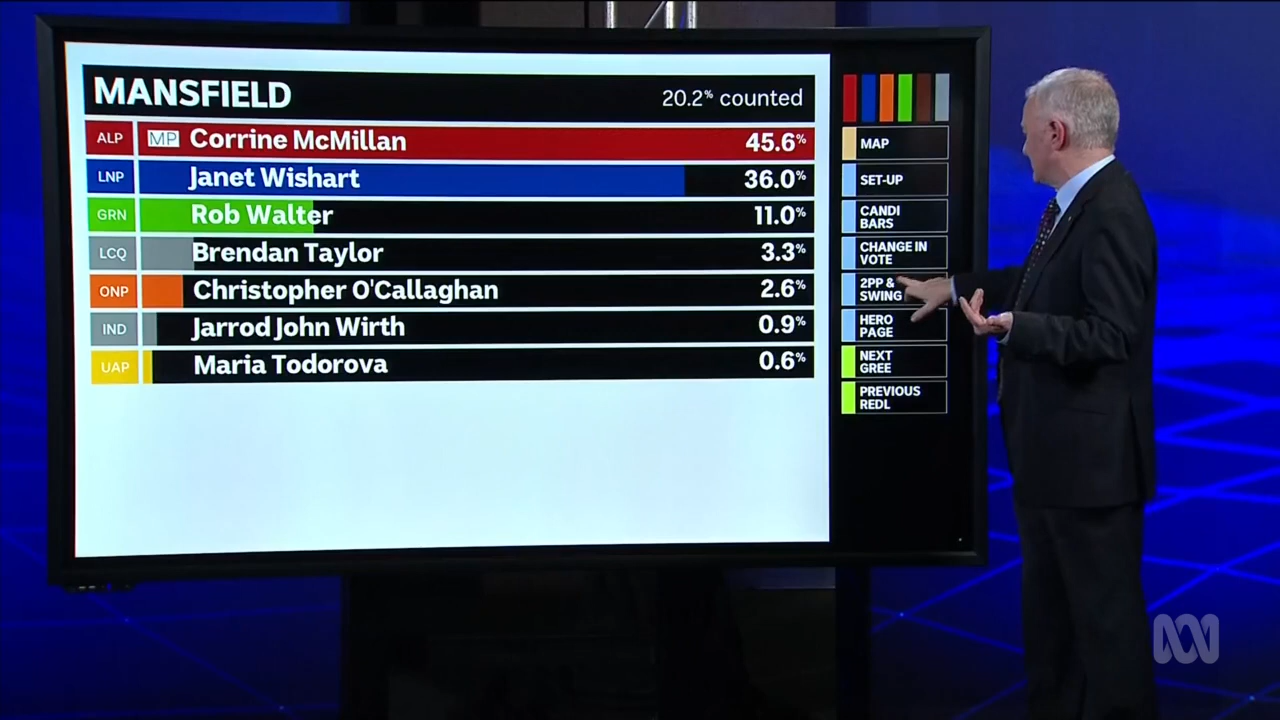 MANSFIELD
20.2% counted
ALP MP Corrine McMillan 45.6%
LNP Janet Wishart 36.0%
GRN Rob Walter 11.0%
LCQ Brendan Taylor 3.3%
ONP Christopher O'Callaghan 2.6%
IND Jarrod John Wirth 0.9%
UAP Maria Todorova 0.6%
MAP
SET-UP
CANDI
BARS
CHANGE IN
VOTE
2PP &
SWING
HERO
PAGE
NEXT
GREE
PREVIOUS
REDL